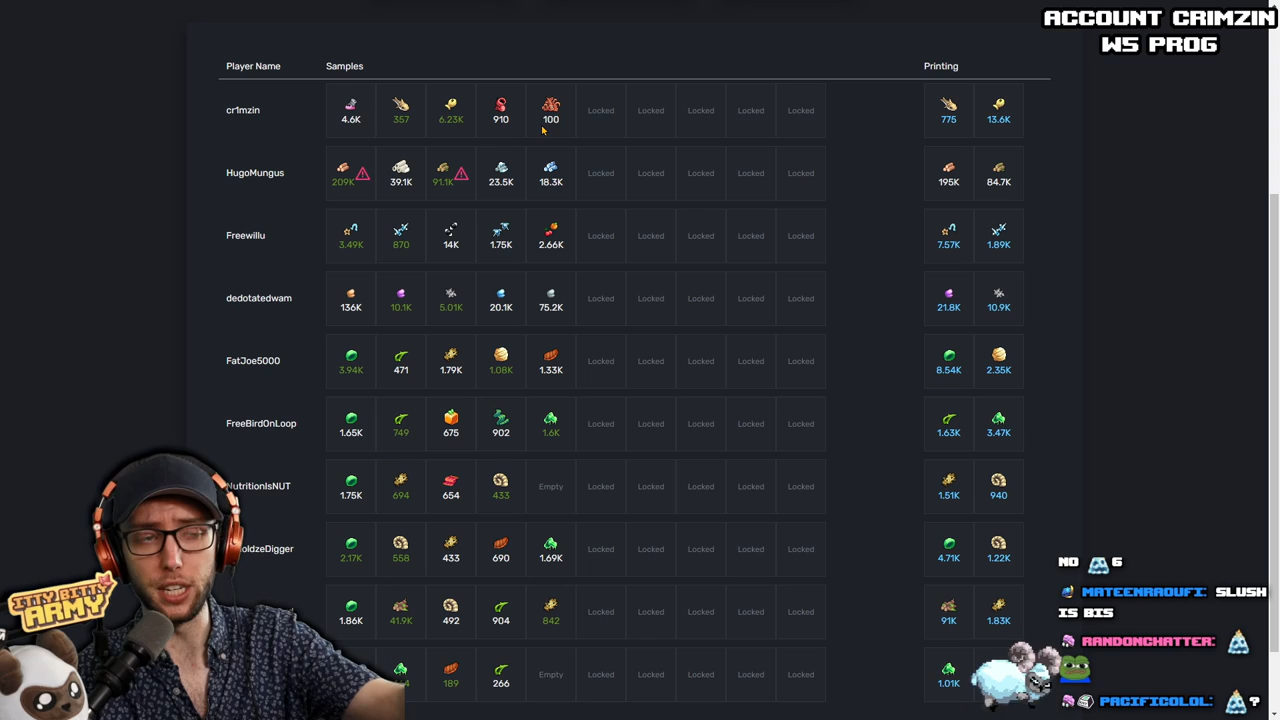 ACCOUNT CRIMZIN
W5 PROG
Player Name Samples Printing
cr1mzin 4.6K 357 6.23K 910 100 Locked Locked Locked Locked Locked 775 13.6K
HugoMungus 209K 39.1K 91.1K 23.5K 18.3K Locked Locked Locked Locked Locked 195K 84.7K
Freewillu 3.49K 870 14K 1.75K 2.66K Locked Locked Locked Locked Locked 7.57K 1.89K
dedotatedwam 136K 10.1K 5.01K 20.1K 75.2K Locked Locked Locked Locked Locked 21.8K 10.9K
FatJoe5000 3.94K 471 1.79K 1.08K 1.33K Locked Locked Locked Locked Locked 8.54K 2.35K
FreeBirdOnLoop 1.65K 749 675 902 1.6K Locked Locked Locked Locked Locked 1.63K 3.47K
NutritionIsNUT 1.75K 694 654 433 Empty Locked Locked Locked Locked Locked 1.51K 940
oldzeDigger 2.17K 558 433 690 1.69K Locked Locked Locked Locked Locked 4.71K 1.22K
1.86K 41.9K 492 904 842 Locked Locked Locked Locked Locked 91K 1.83K
189 266 Empty Locked Locked Locked Locked Locked 1.01K
ITTY BITTY
ARMY
NO 6
MATEENRAOUFI: SLUSH
IS BIS
RANDONCHATTER:
PACIFICOLOL: ?